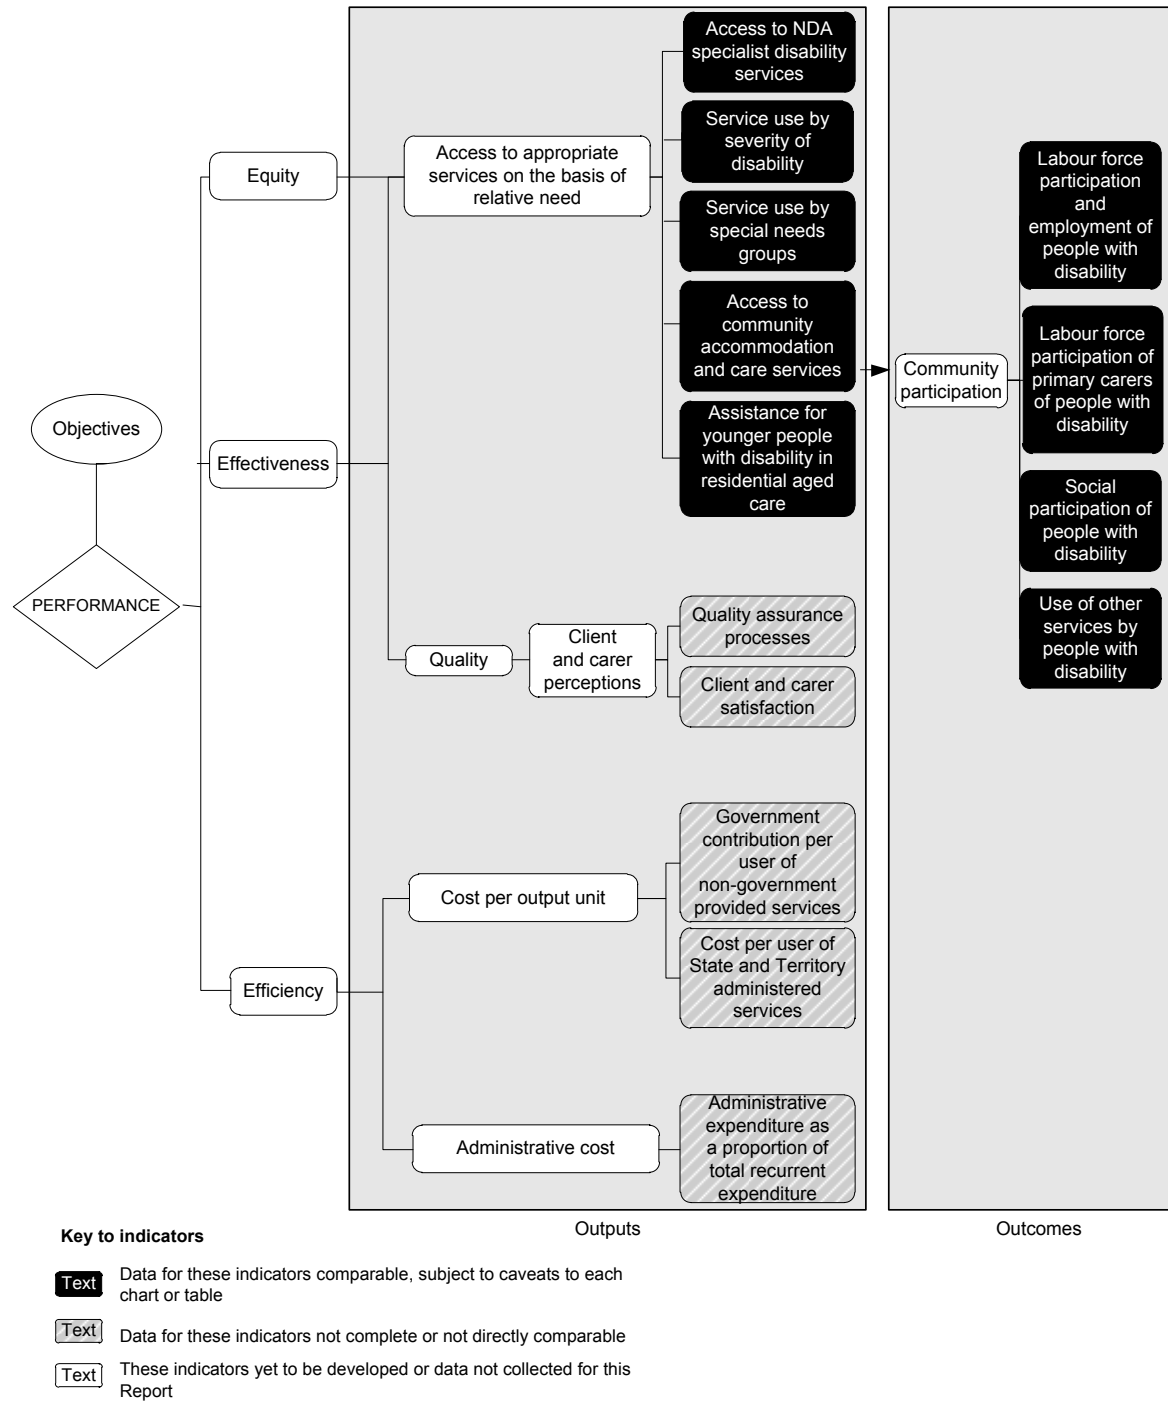 Objectives
PERFORMANCE
Equity
Effectiveness
Efficiency
Access to appropriate
services on the basis of
relative need
Quality
Client
and carer
perceptions
Cost per output unit
Administrative cost
Access to NDA
specialist disability
services
Service use by
severity of
disability
Service use by
special needs
groups
Access to
community
accommodation
and care services
Assistance for
younger people
with disability in
residential aged
care
Quality assurance
processes
Client and carer
satisfaction
Government
contribution per
user of
non-government
provided services
Cost per user of
State and Territory
administered
services
Administrative
expenditure as
a proportion of
total recurrent
expenditure
Community
participation
Labour force
participation
and
employment of
people with
disability
Labour force
participation of
primary carers
of people with
disability
Social
participation of
people with
disability
Use of other
services by
people with
disability
Outputs
Outcomes
Key to indicators
Text
Data for these indicators comparable, subject to caveats to each
chart or table
Text
Data for these indicators not complete or not directly comparable
Text
These indicators yet to be developed or data not collected for this
Report